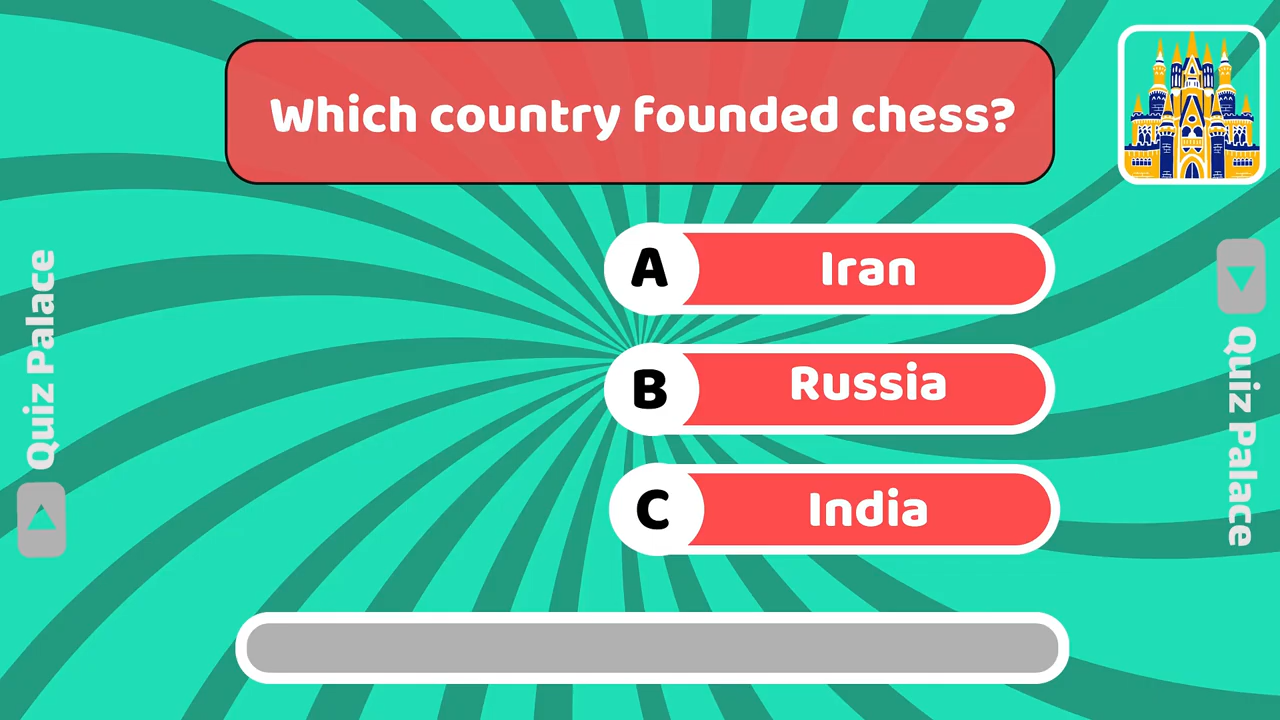 Which country founded chess?
A Iran
B Russia
C India
Quiz Palace
Quiz Palace